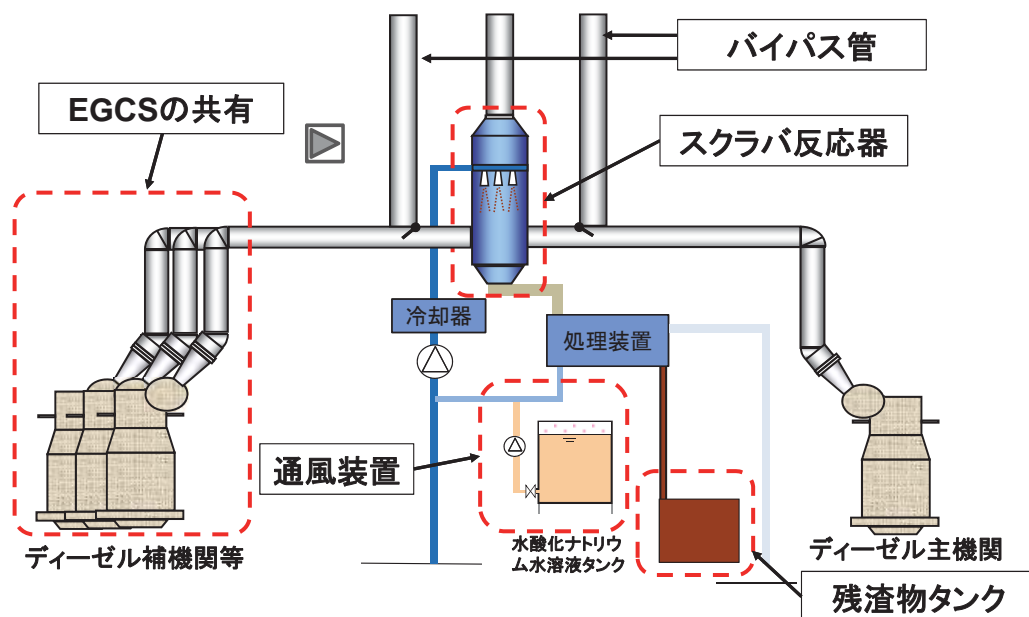 バイパス管
EGCSの共有
スクラバ反応器
冷却器
処理装置
通風装置
水酸化ナトリウ
ム水溶液タンク
ディーゼル補機関等
ディーゼル主機関
残渣物タンク